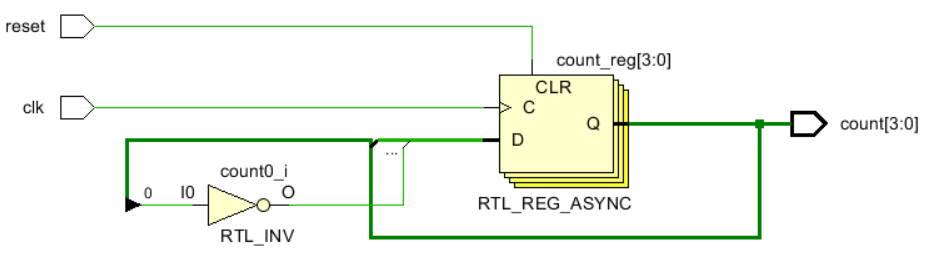 reset
count_reg[3:0]
CLR
clk
C
Q
count[3:0]
D
...
count0_i
0
I0
O
RTL_INV
RTL_REG_ASYNC